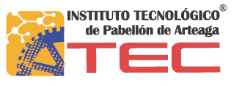 INSTITUTO TECNOLÓGICO®
de Pabellón de Arteaga
TEC